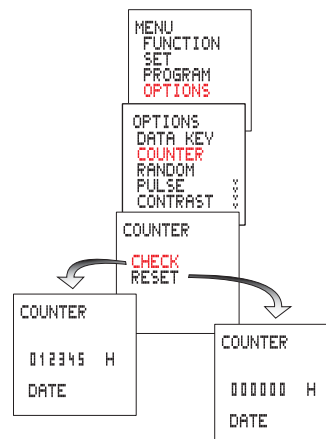 MENU
FUNCTION
SET
PROGRAM
OPTIONS
OPTIONS
DATA KEY
COUNTER
RANDOM
PULSE
CONTRAST
COUNTER
CHECK
RESET
COUNTER
012345 H
DATE
COUNTER
000000 H
DATE